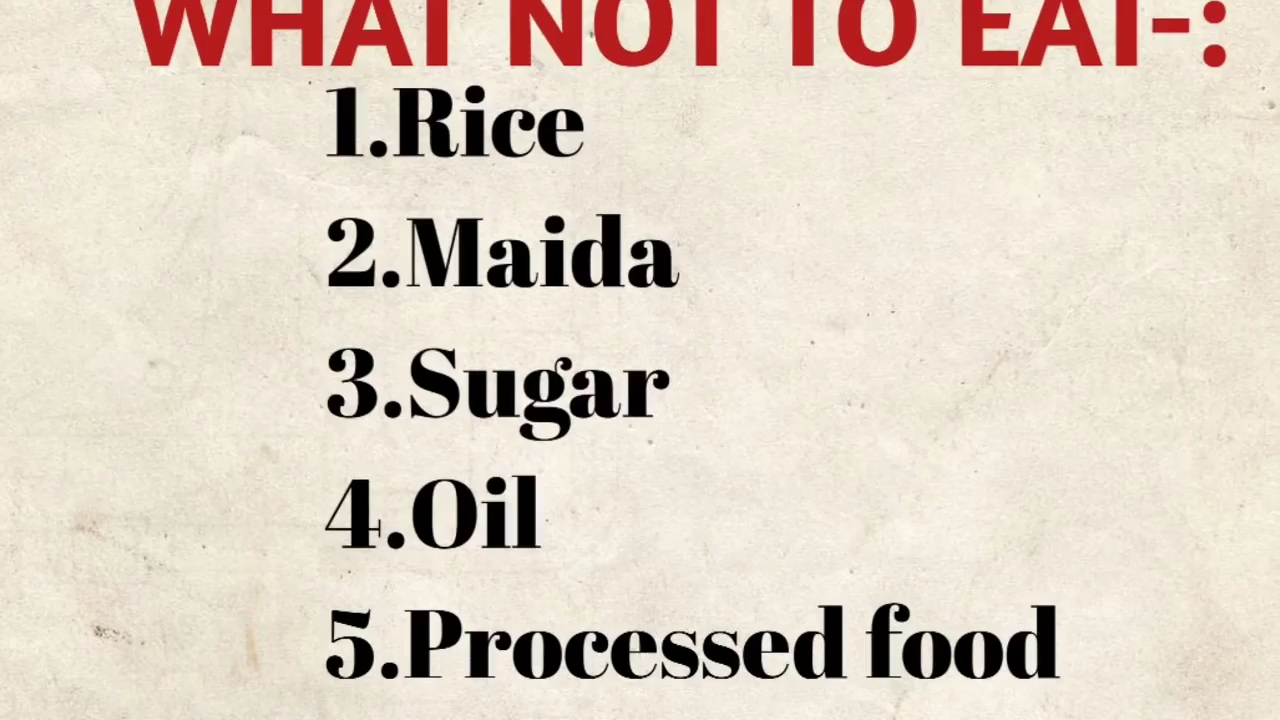 WHAT NOT TO EAT-:
1.Rice
2.Maida
3.Sugar
4.Oil
5.Processed food